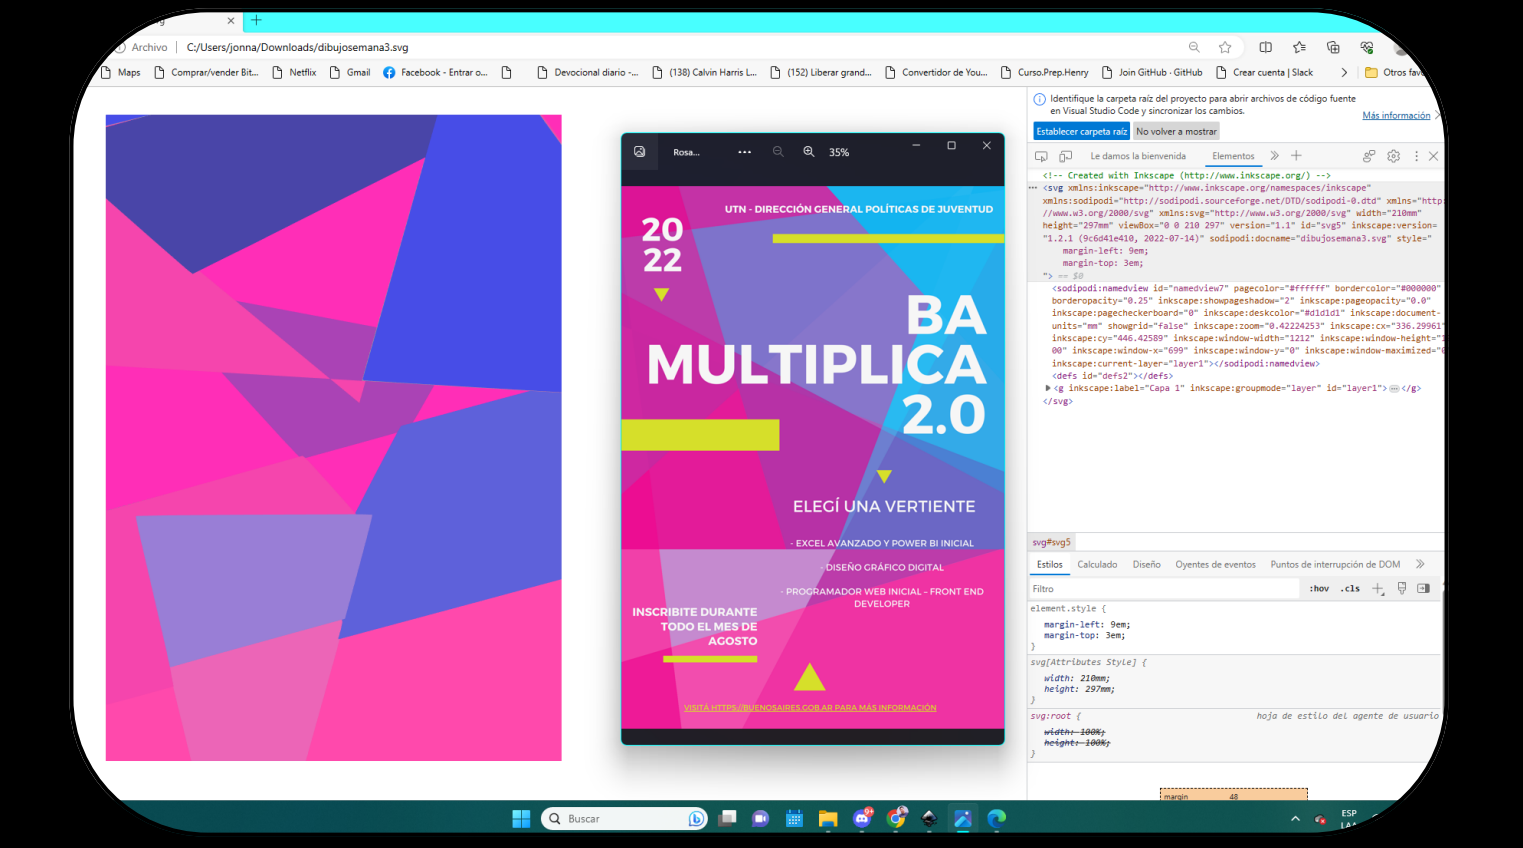 Archivo C:/Users/jonna/Downloads/dibujosemana3.svg
Maps Comprar/vender Bit... Netflix Gmail Facebook - Entrar o... Devocional diario -... (138) Calvin Harris L... (152) Liberar grand... Convertidor de You... Curso.Prep.Henry Join GitHub · GitHub Crear cuenta | Slack Otros fav
Rosa... 35%
UTN - DIRECCIÓN GENERAL POLÍTICAS DE JUVENTUD
20
22
BA
MULTIPLICA
2.0
ELEGÍ UNA VERTIENTE
- EXCEL AVANZADO Y POWER BI INICIAL
- DISEÑO GRÁFICO DIGITAL
- PROGRAMADOR WEB INICIAL – FRONT END
DEVELOPER
INSCRIBITE DURANTE
TODO EL MES DE
AGOSTO
VISITÁ HTTPS://BUENOSAIRES.GOB.AR PARA MÁS INFORMACIÓN
Identifique la carpeta raíz del proyecto para abrir archivos de código fuente
en Visual Studio Code y sincronizar los cambios.
Más información
Establecer carpeta raíz No volver a mostrar
Le damos la bienvenida Elementos
<!-- Created with Inkscape (http://www.inkscape.org/) -->
<svg xmlns:inkscape="http://www.inkscape.org/namespaces/inkscape"
xmlns:sodipodi="http://sodipodi.sourceforge.net/DTD/sodipodi-0.dtd" xmlns="http:
//www.w3.org/2000/svg" xmlns:svg="http://www.w3.org/2000/svg" width="210mm"
height="297mm" viewBox="0 0 210 297" version="1.1" id="svg5" inkscape:version=
"1.2.1 (9c6d41e410, 2022-07-14)" sodipodi:docname="dibujosemana3.svg" style="
margin-left: 9em;
margin-top: 3em;
"> == $0
<sodipodi:namedview id="namedview7" pagecolor="#ffffff" bordercolor="#000000"
borderopacity="0.25" inkscape:showpageshadow="2" inkscape:pageopacity="0.0"
inkscape:pagecheckerboard="0" inkscape:deskcolor="#d1d1d1" inkscape:document-
units="mm" showgrid="false" inkscape:zoom="0.42224253" inkscape:cx="336.29961"
inkscape:cy="446.42589" inkscape:window-width="1212" inkscape:window-height="1
00" inkscape:window-x="699" inkscape:window-y="0" inkscape:window-maximized="0
inkscape:current-layer="layer1"></sodipodi:namedview>
<defs id="defs2"></defs>
<g inkscape:label="Capa 1" inkscape:groupmode="layer" id="layer1"> </g>
</svg>
svg#svg5
Estilos Calculado Diseño Oyentes de eventos Puntos de interrupción de DOM
Filtro :hov .cls
element.style {
margin-left: 9em;
margin-top: 3em;
}
svg[Attributes Style] {
width: 210mm;
height: 297mm;
}
svg:root { hoja de estilo del agente de usuario
width: 100%;
height: 100%;
}
margin 48
Buscar
ESP
LAA